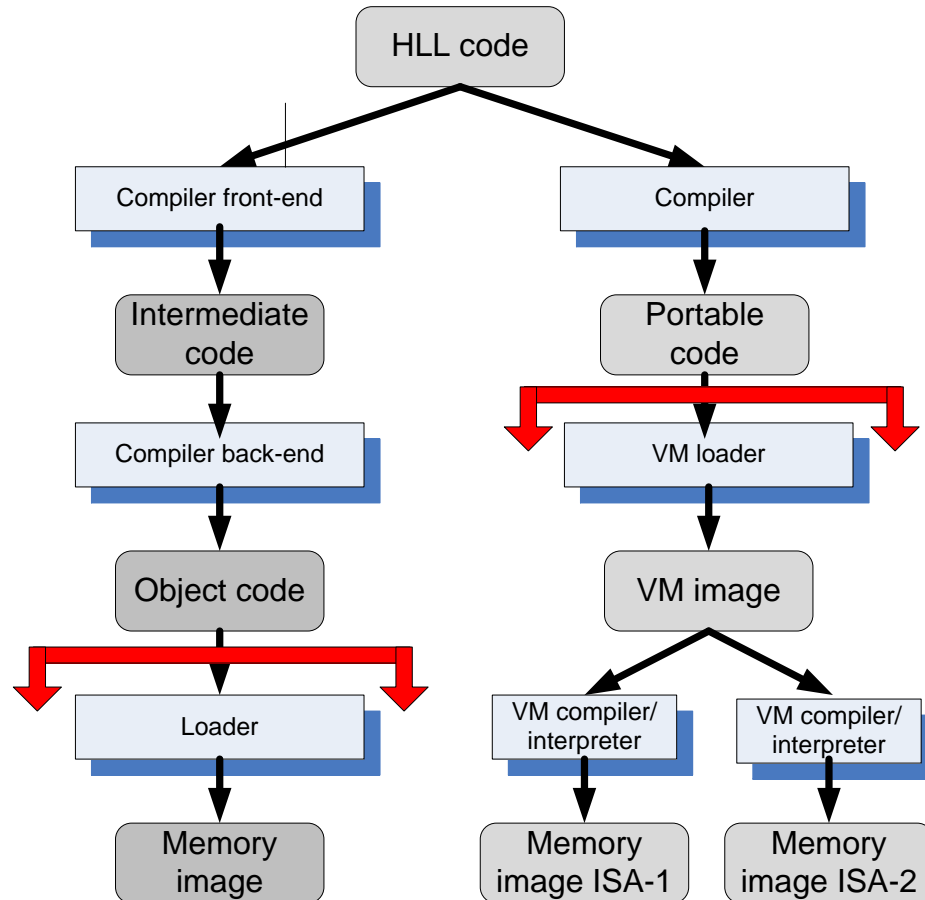 HLL code
Compiler front-end
Compiler
Intermediate
code
Portable
code
Compiler back-end
VM loader
Object code
VM image
Loader
VM compiler/
interpreter
VM compiler/
interpreter
Memory
image
Memory
image ISA-1
Memory
image ISA-2